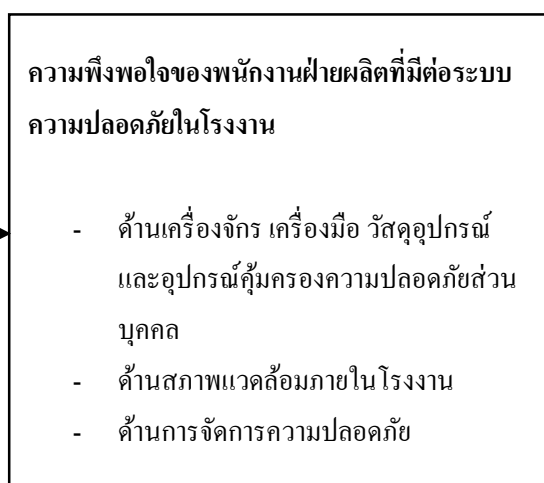 ความพึงพอใจของพนักงานฝ่ายผลิตที่มีต่อระบบ
ความปลอดภัยในโรงงาน
- ด้านเครื่องจักร เครื่องมือ วัสดุอุปกรณ์
และอุปกรณ์คุ้มครองความปลอดภัยส่วน
บุคคล
- ด้านสภาพแวดล้อมภายในโรงงาน
- ด้านการจัดการความปลอดภัย